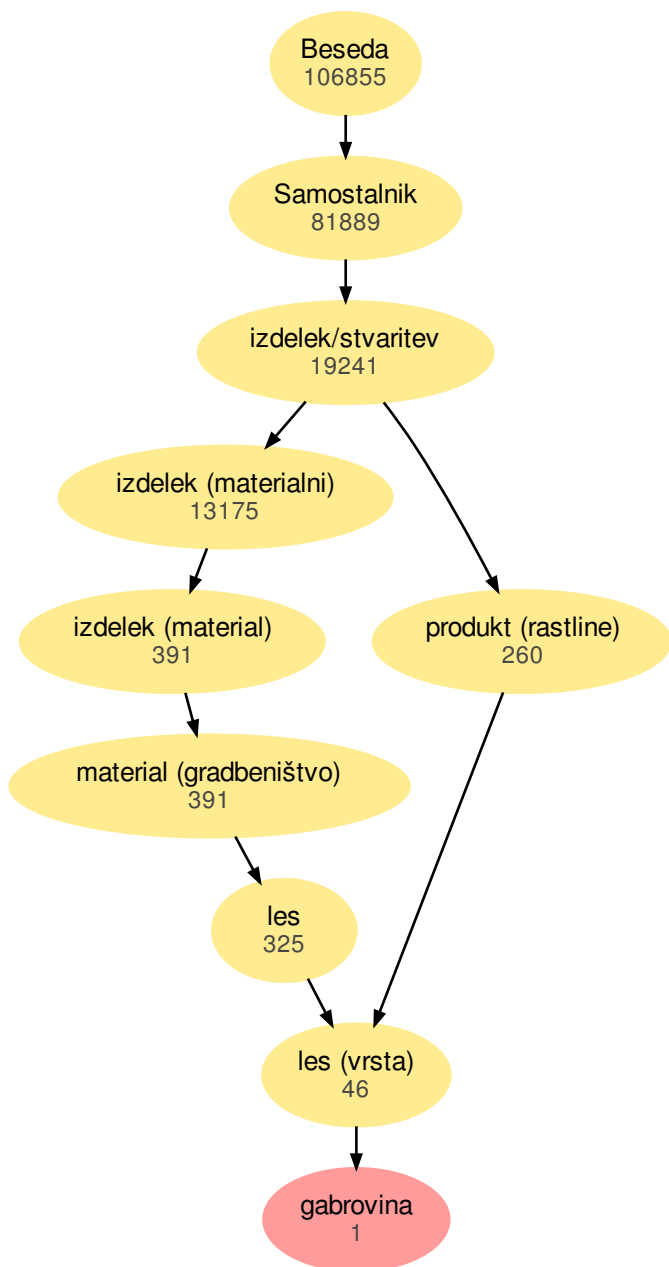 Beseda
106855
Samostalnik
81889
izdelek/stvaritev
19241
izdelek (materialni)
13175
izdelek (material)
391
produkt (rastline)
260
material (gradbeništvo)
391
les
325
les (vrsta)
46
gabrovina
1